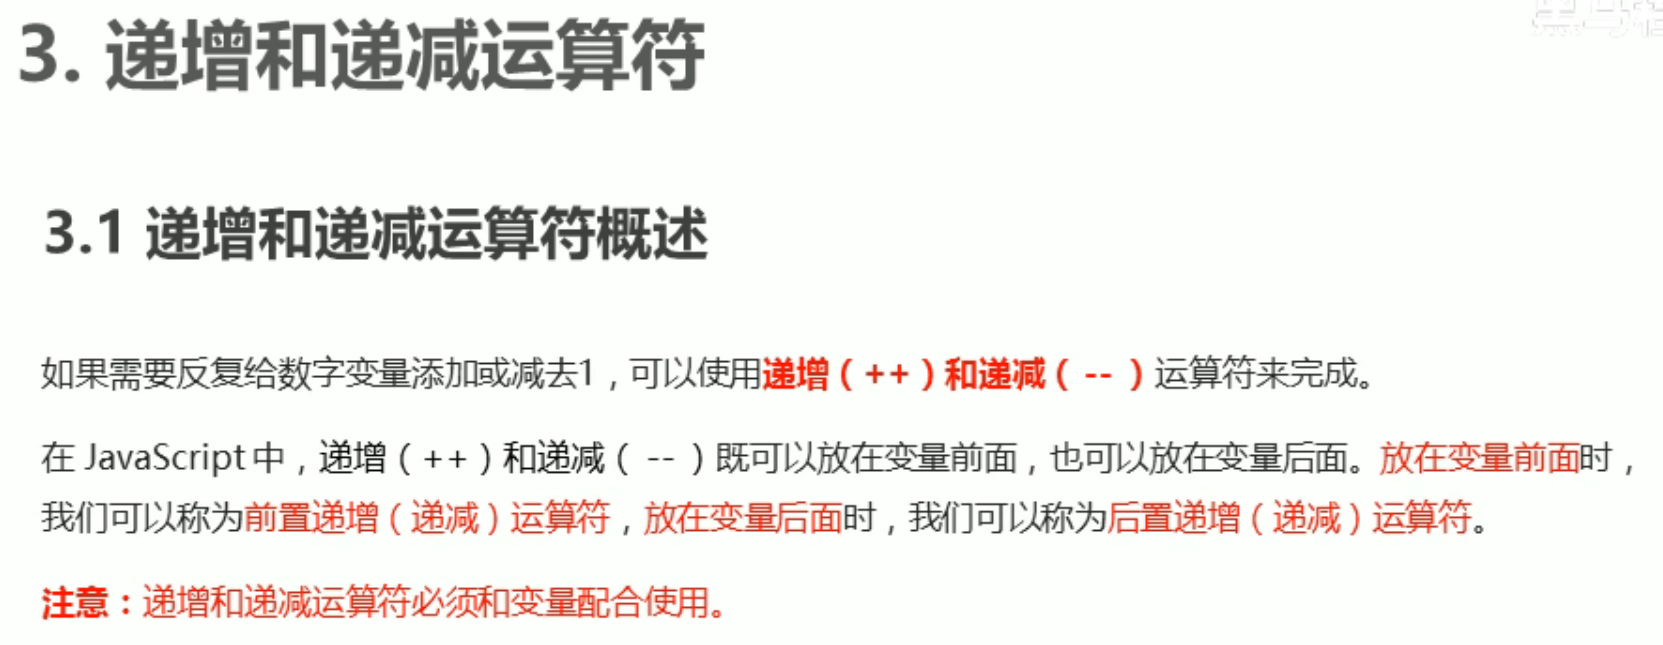 黑马程
3. 递增和递减运算符
3.1 递增和递减运算符概述
如果需要反复给数字变量添加或减去1，可以使用递增（++）和递减（ -- ）运算符来完成。
在 JavaScript 中，递增（++）和递减（ -- ）既可以放在变量前面，也可以放在变量后面。放在变量前面时，
我们可以称为前置递增（递减）运算符，放在变量后面时，我们可以称为后置递增（递减）运算符。
注意：递增和递减运算符必须和变量配合使用。